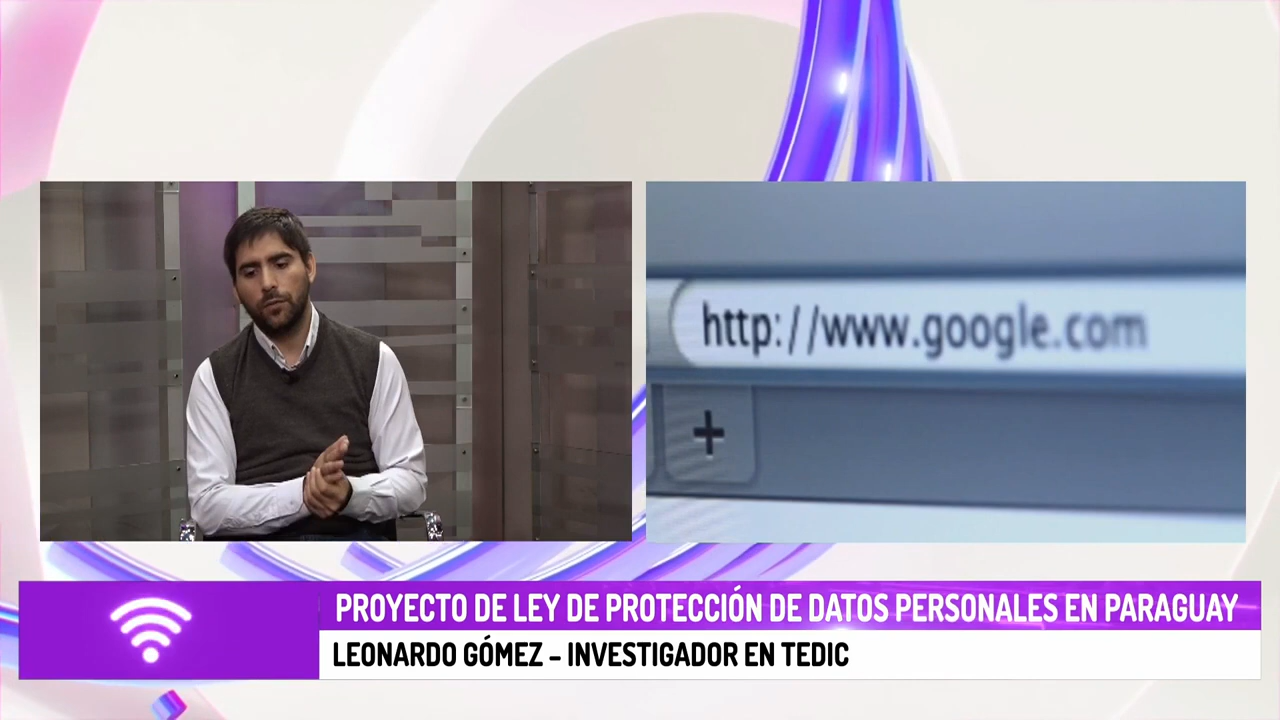 http://www.google.com
+
PROYECTO DE LEY DE PROTECCIÓN DE DATOS PERSONALES EN PARAGUAY
LEONARDO GÓMEZ – INVESTIGADOR EN TEDIC